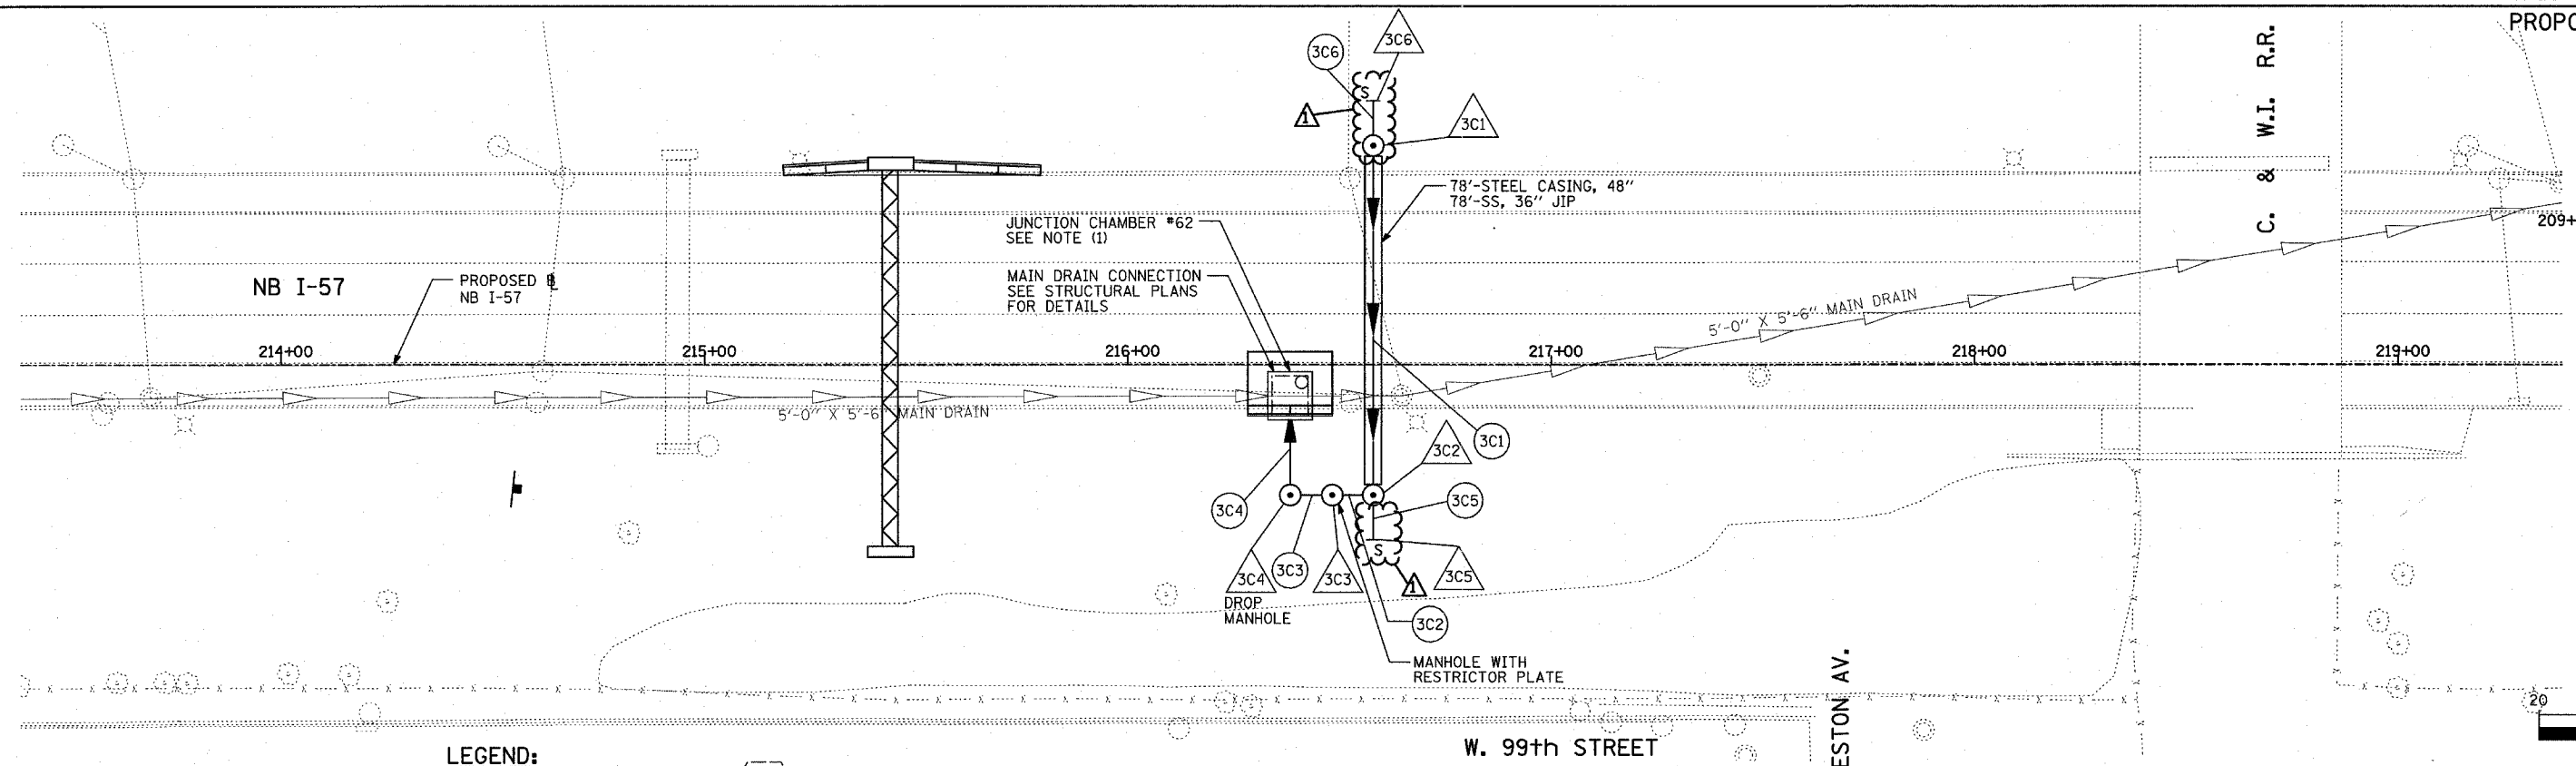 PROPO
3C6
3C6
S
1
3C1
C. & W.I. R.R.
78'-STEEL CASING, 48"
78'-SS, 36" JIP
JUNCTION CHAMBER #62
SEE NOTE (1)
209+
NB I-57
PROPOSED BL
NB I-57
MAIN DRAIN CONNECTION
SEE STRUCTURAL PLANS
FOR DETAILS
5'-0" X 5'-6" MAIN DRAIN
214+00
215+00
216+00
217+00
218+00
219+00
5'-0" X 5'-6" MAIN DRAIN
3C2
3C1
3C4
3C5
S
3C4
3C3
3C3
3C5
1
DROP
MANHOLE
3C2
MANHOLE WITH
RESTRICTOR PLATE
ESTON AV.
20
W. 99th STREET
LEGEND: